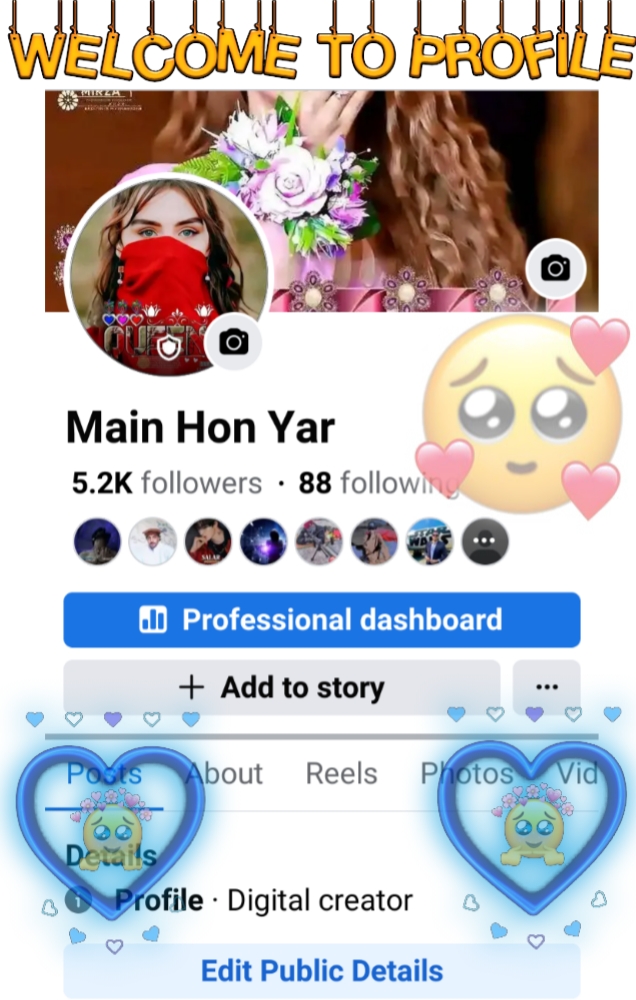 WELCOME TO PROFILE
MIRZA
QUEEN
Main Hon Yar
5.2K followers · 88 following
Professional dashboard
+ Add to story
Posts About Reels Photos Vid
Details
Profile · Digital creator
Edit Public Details